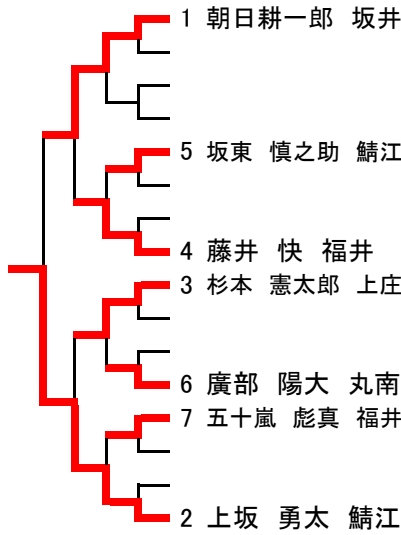 1 朝日耕一郎 坂井
5 坂東 慎之助 鯖江
4 藤井 快 福井
3 杉本 憲太郎 上庄
6 廣部 陽大 丸南
7 五十嵐 彪真 福井
2 上坂 勇太 鯖江